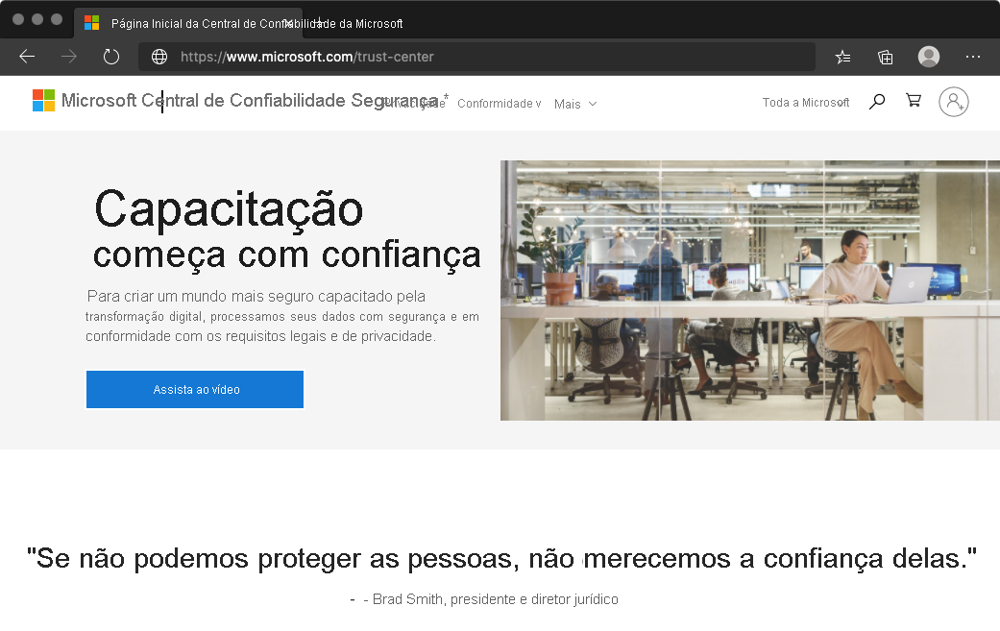 Página Inicial da Central de Confiabilidade da Microsoft
https://www.microsoft.com/trust-center
Microsoft Central de Confiabilidade Segurança* Privacidade Conformidade v Mais Toda a Microsoft
Capacitação
começa com confiança
Para criar um mundo mais seguro capacitado pela
transformação digital, processamos seus dados com segurança e em
conformidade com os requisitos legais e de privacidade.
Assista ao vídeo
"Se não podemos proteger as pessoas, não merecemos a confiança delas."
- - Brad Smith, presidente e diretor jurídico